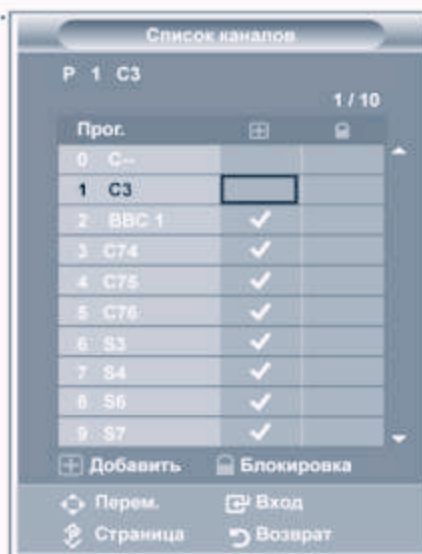 Список каналов
P 1 C3
1 / 10
Прог.
0 C--
1 C3
2 BBC 1
3 C74
4 C75
5 C76
6 S3
7 S4
8 S6
9 S7
Добавить Блокировка
Перем. Вход
Страница Возврат